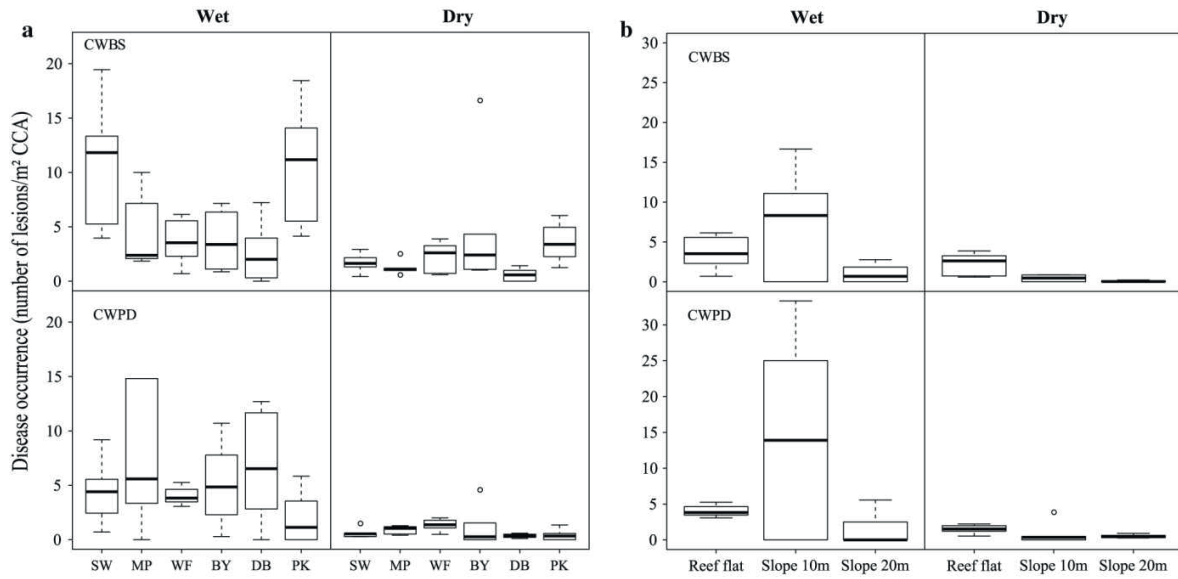 a
Wet
Dry
CWBS
20
15
10
5
0
CWPD
20
15
10
5
0
SW MP WF BY DB PK
SW MP WF BY DB PK
Disease occurrence (number of lesions/m² CCA)
b
Wet
Dry
CWBS
30
25
20
15
10
5
0
CWPD
30
25
20
15
10
5
0
Reef flat Slope 10m Slope 20m
Reef flat Slope 10m Slope 20m